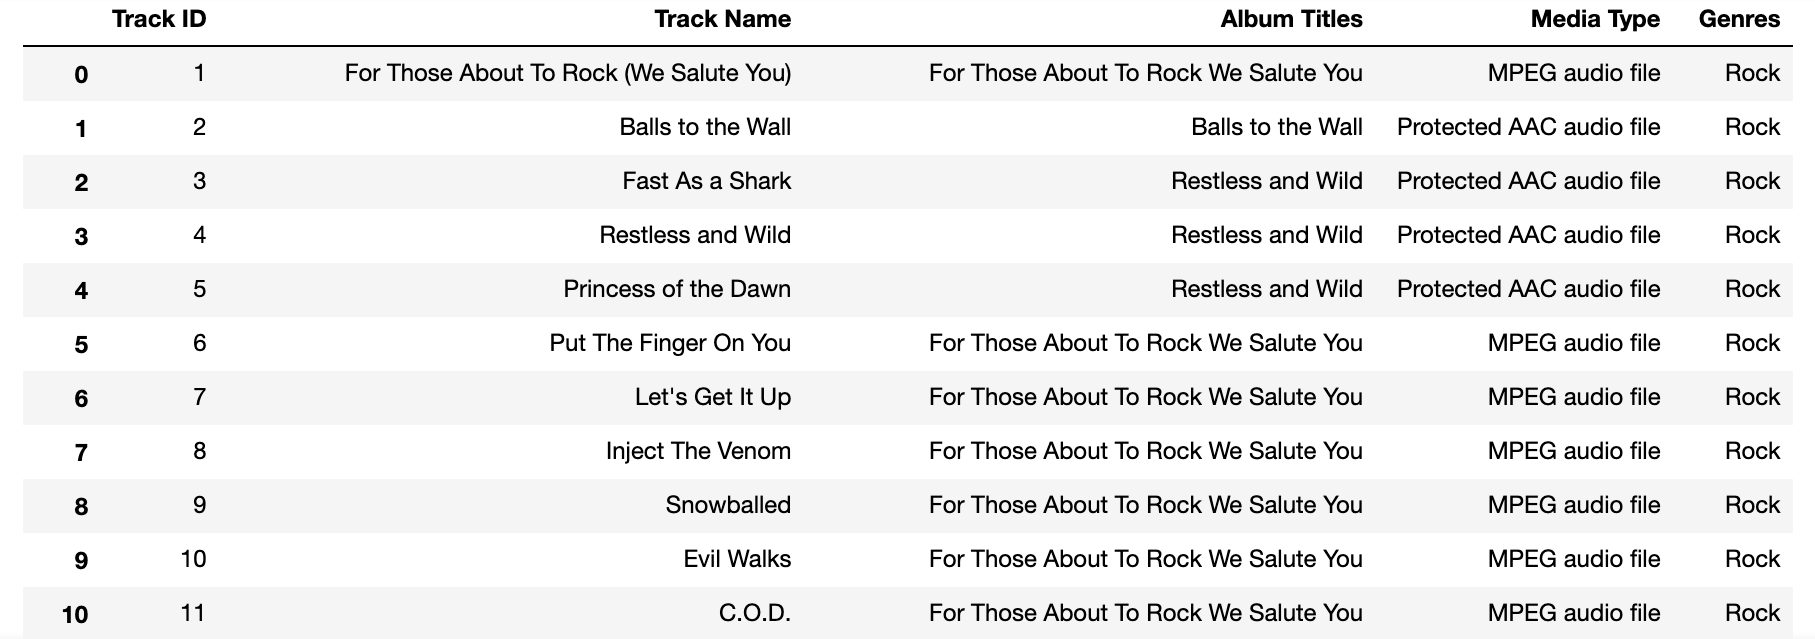 Track ID Track Name Album Titles Media Type Genres
0 1 For Those About To Rock (We Salute You) For Those About To Rock We Salute You MPEG audio file Rock
1 2 Balls to the Wall Balls to the Wall Protected AAC audio file Rock
2 3 Fast As a Shark Restless and Wild Protected AAC audio file Rock
3 4 Restless and Wild Restless and Wild Protected AAC audio file Rock
4 5 Princess of the Dawn Restless and Wild Protected AAC audio file Rock
5 6 Put The Finger On You For Those About To Rock We Salute You MPEG audio file Rock
6 7 Let's Get It Up For Those About To Rock We Salute You MPEG audio file Rock
7 8 Inject The Venom For Those About To Rock We Salute You MPEG audio file Rock
8 9 Snowballed For Those About To Rock We Salute You MPEG audio file Rock
9 10 Evil Walks For Those About To Rock We Salute You MPEG audio file Rock
10 11 C.O.D. For Those About To Rock We Salute You MPEG audio file Rock